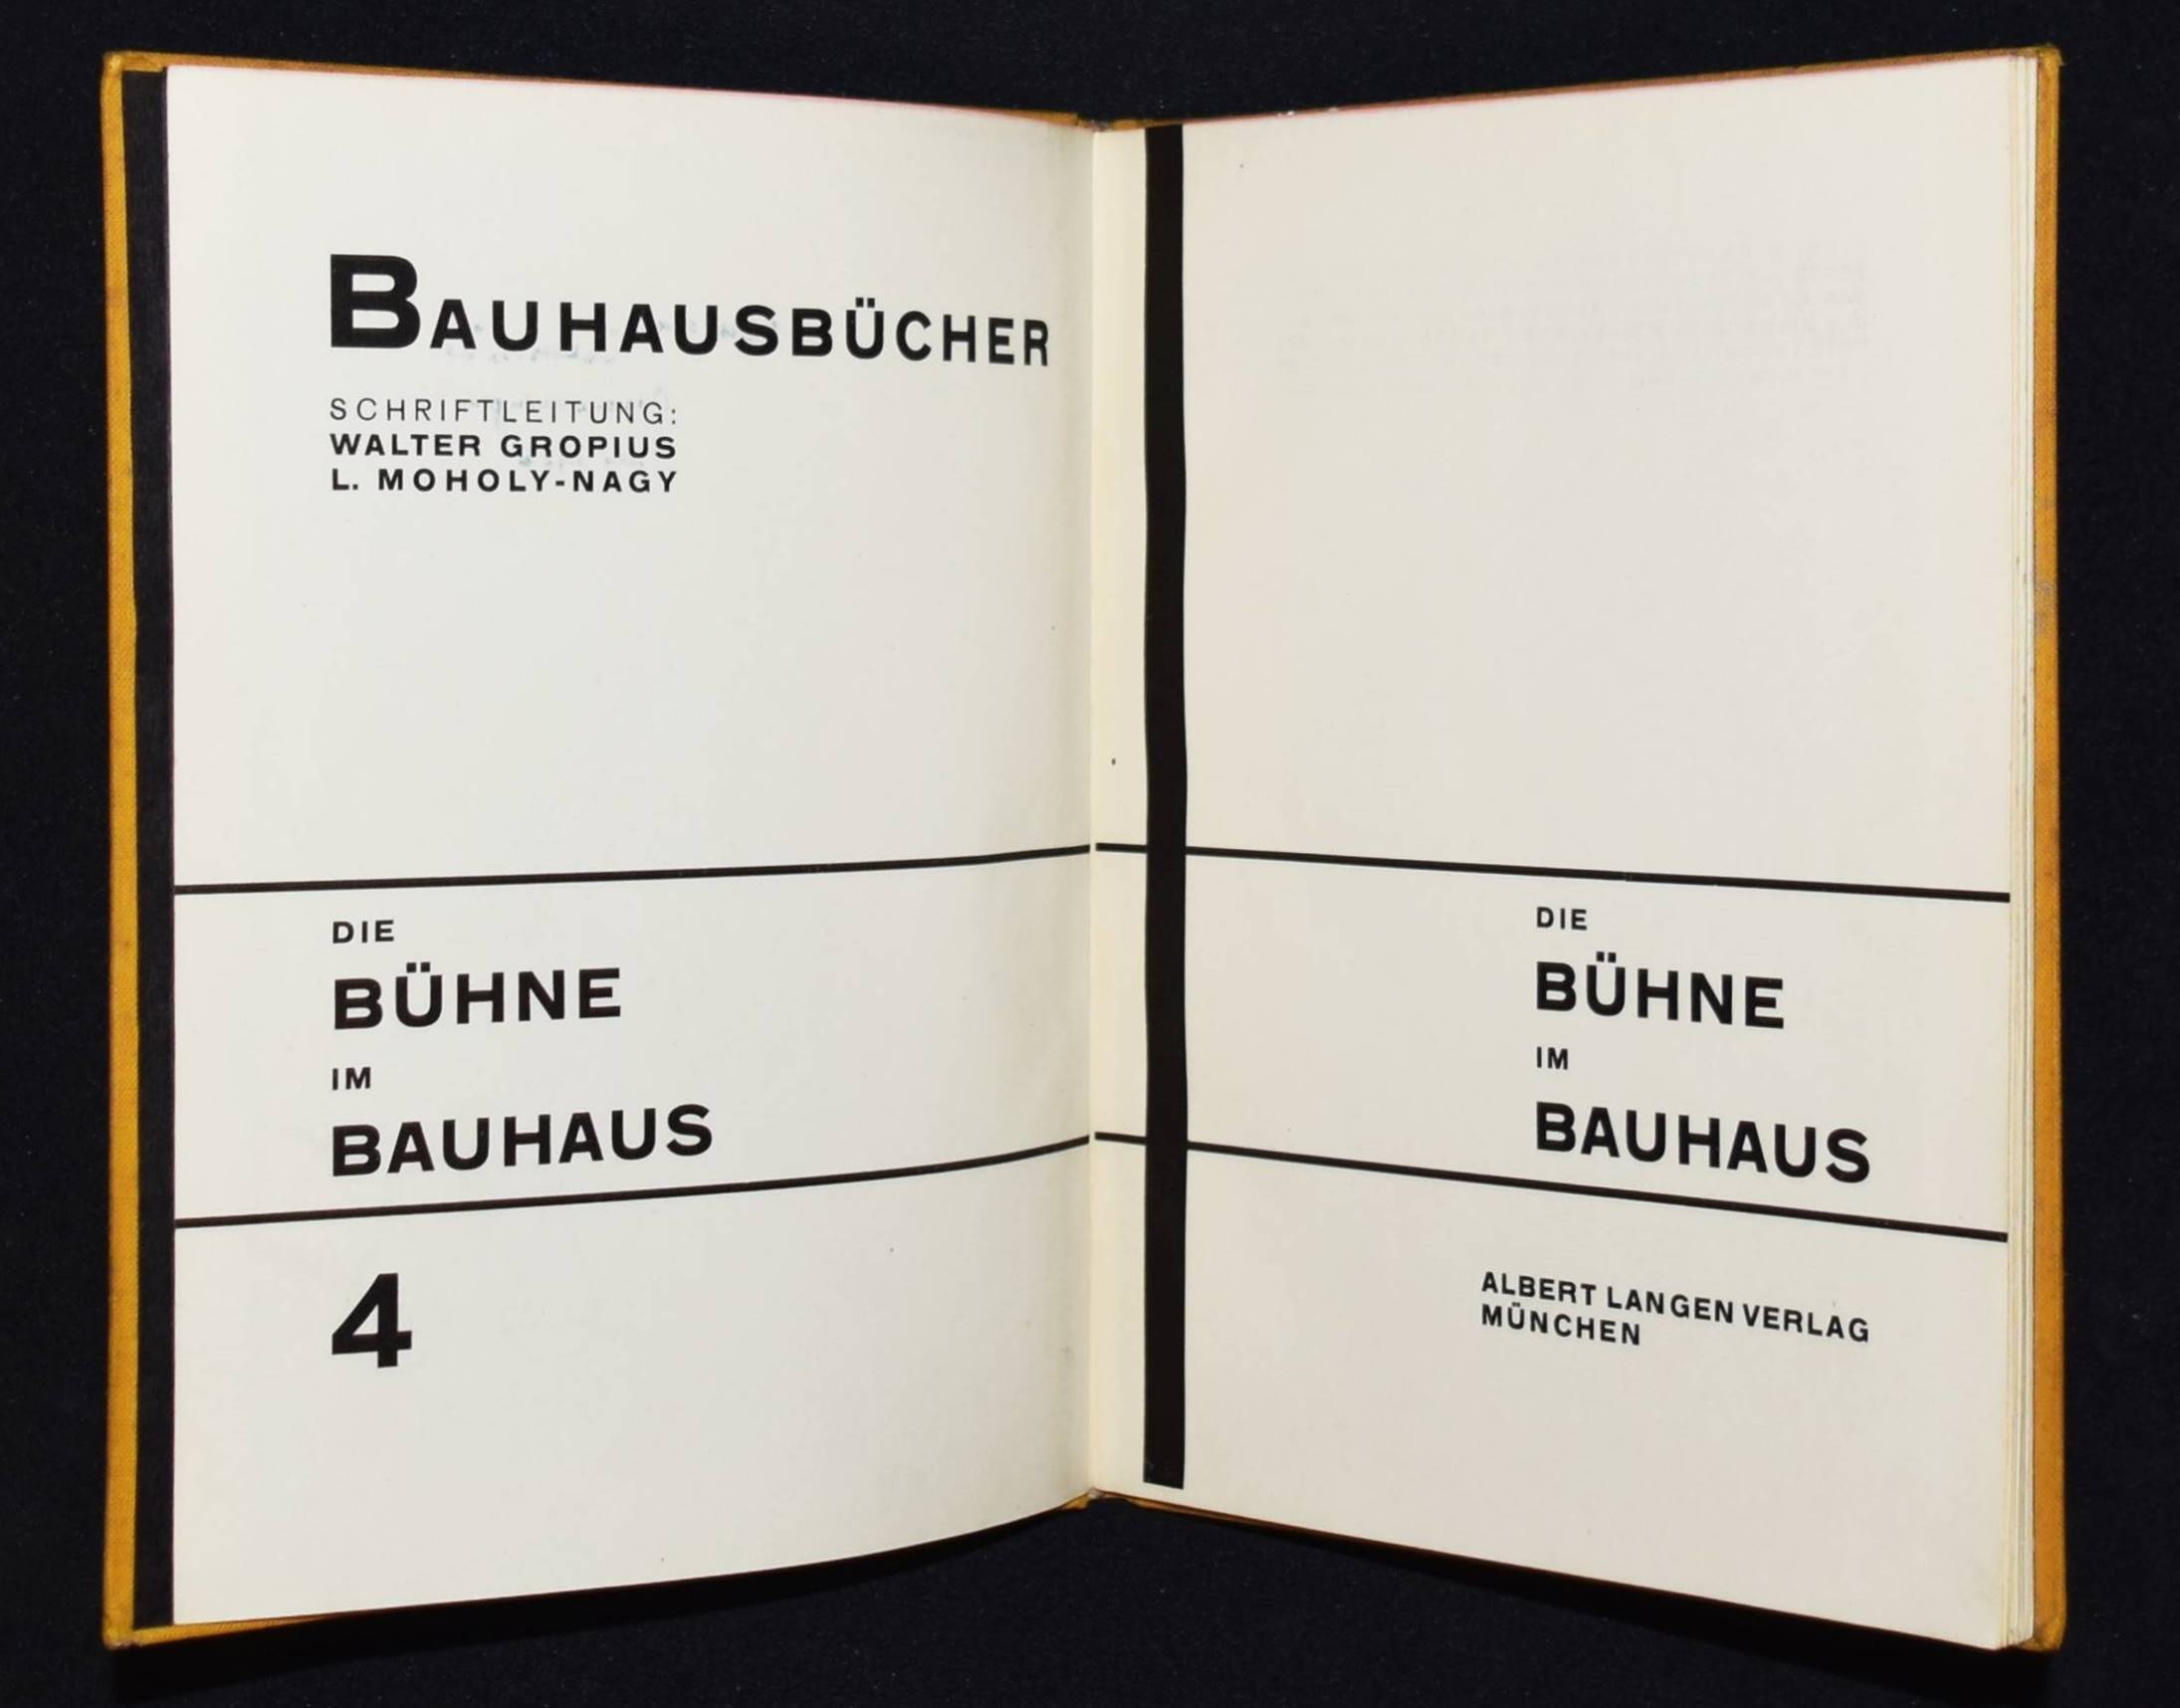 BAUHAUSBÜCHER
SCHRIFTLEITUNG:
WALTER GROPIUS
L. MOHOLY-NAGY
DIE
BÜHNE
IM
BAUHAUS
4
DIE
BÜHNE
IM
BAUHAUS
ALBERT LANGEN VERLAG
MÜNCHEN